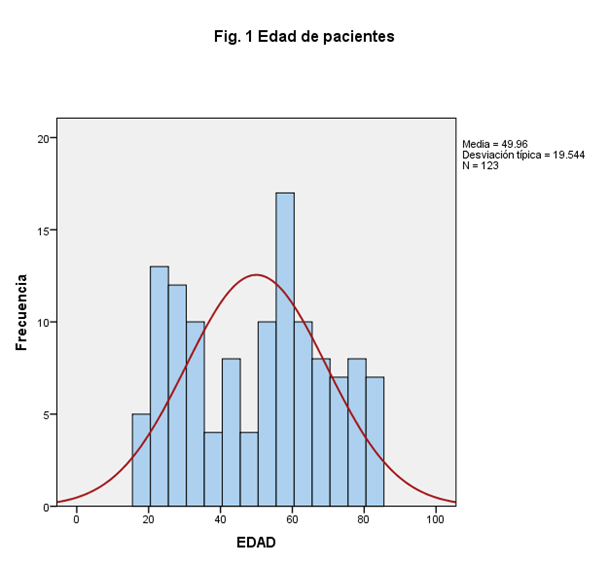 Fig. 1 Edad de pacientes
20
15
10
5
0
Frecuencia
0 20 40 60 80 100
EDAD
Media = 49.96
Desviación típica = 19.544
N = 123